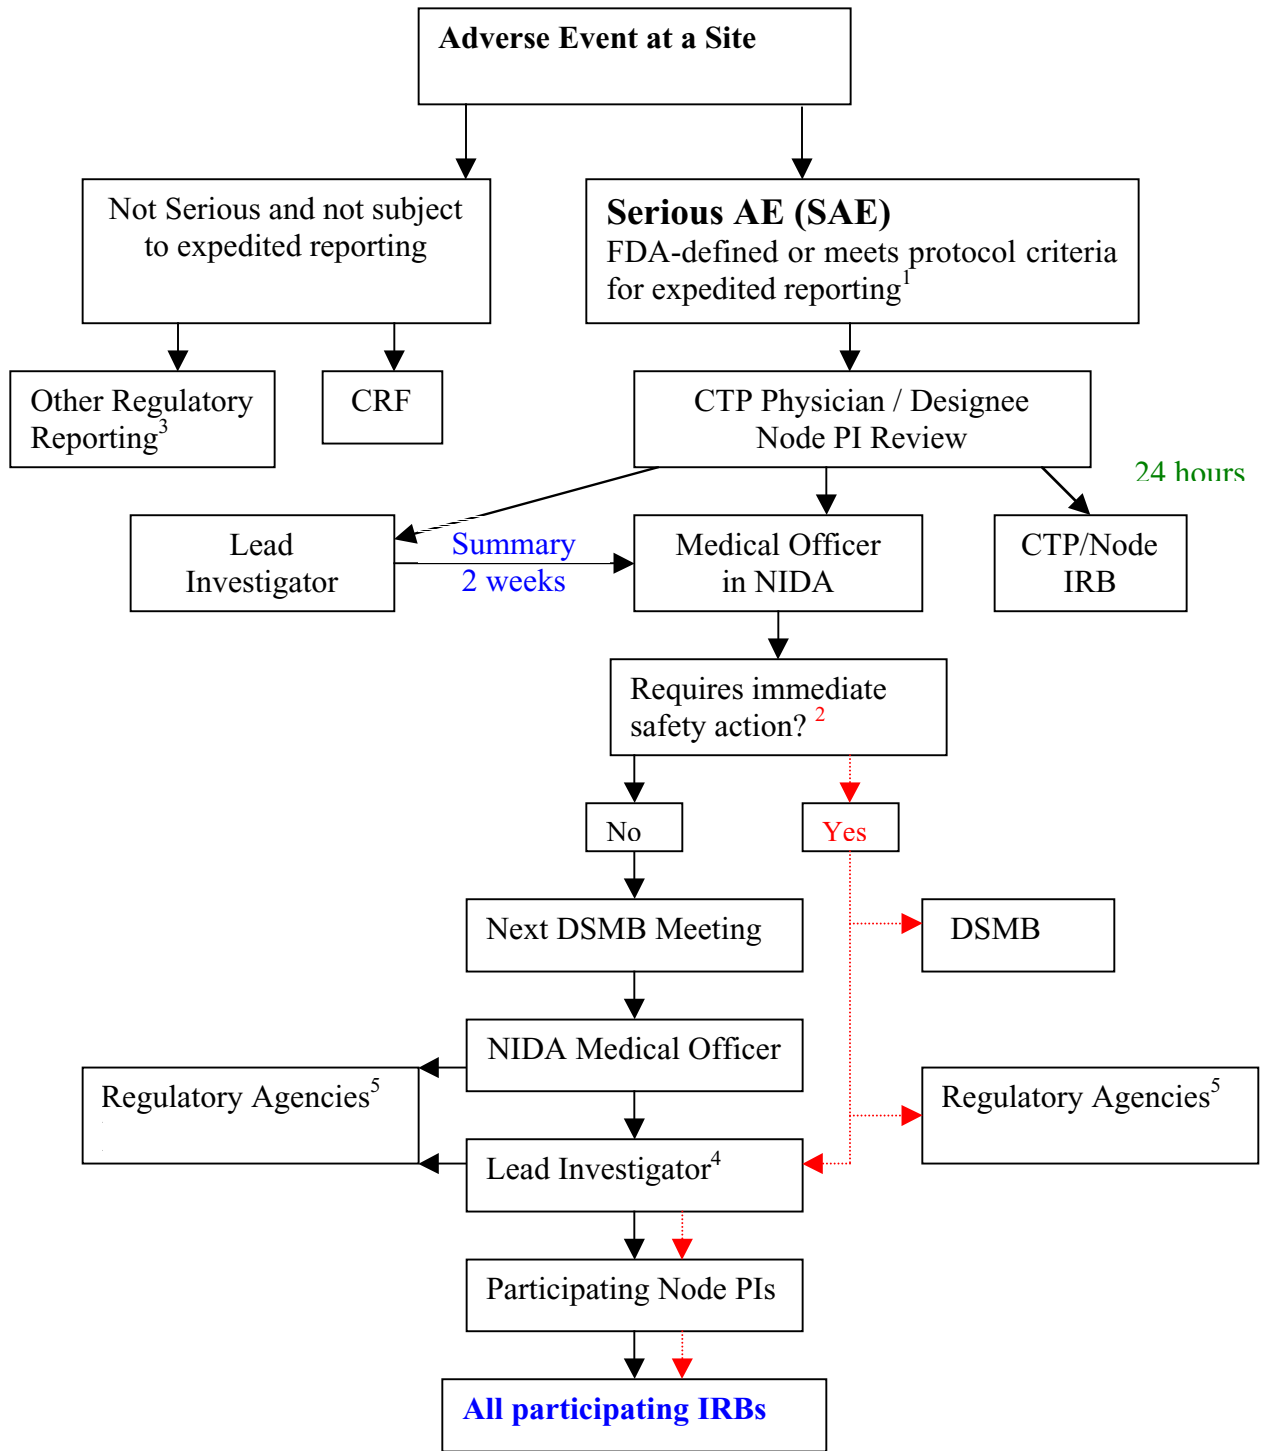 Adverse Event at a Site
Not Serious and not subject
to expedited reporting
Serious AE (SAE)
FDA-defined or meets protocol criteria
for expedited reporting1
Other Regulatory
Reporting3
CRF
CTP Physician / Designee
Node PI Review
24 hours
Lead
Investigator
Summary
2 weeks
Medical Officer
in NIDA
CTP/Node
IRB
Requires immediate
safety action? 2
No
Yes
Next DSMB Meeting
DSMB
NIDA Medical Officer
Regulatory Agencies5
Regulatory Agencies5
Lead Investigator4
Participating Node PIs
All participating IRBs